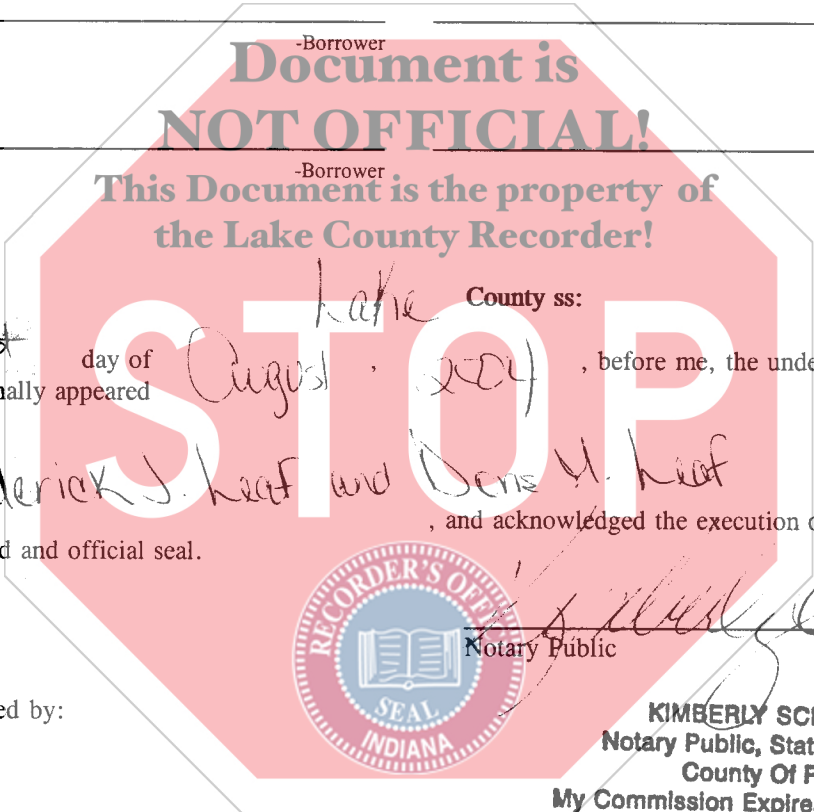 -Borrower
Document is
NOT OFFICIAL!
-Borrower
This Document is the property of
the Lake County Recorder!
STOP
Lake County ss:
st day of August, 2004, before me, the unde
nally appeared
derick J. Leaf and Doris M. Leaf
, and acknowledged the execution o
d and official seal.
RECORDER'S OFFICE
SEAL
INDIANA
Notary Public
ed by:
KIMBERLY SC
Notary Public, Stat
County Of P
My Commission Expire